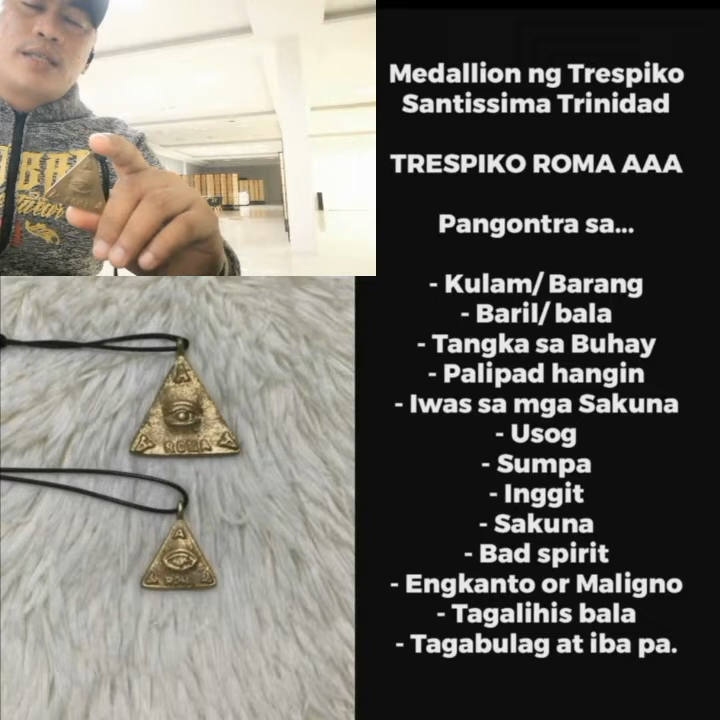 Medallion ng Trespiko
Santissima Trinidad
TRESPIKO ROMA AAA
Pangontra sa...
- Kulam/ Barang
- Baril/ bala
- Tangka sa Buhay
- Palipad hangin
- Iwas sa mga Sakuna
- Usog
- Sumpa
- Inggit
- Sakuna
- Bad spirit
- Engkanto or Maligno
- Tagalihis bala
- Tagabulag at iba pa.
A
A ROMA A
A